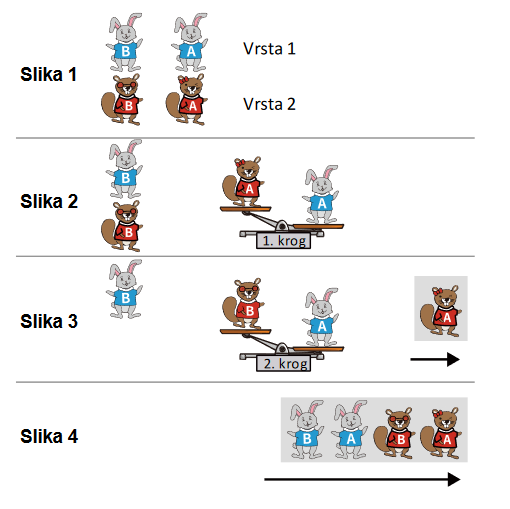 Slika 1
B A Vrsta 1
B A Vrsta 2
Slika 2
B
B
A
A
1. krog
Slika 3
B
B
A
A
2. krog
Slika 4
B A B A